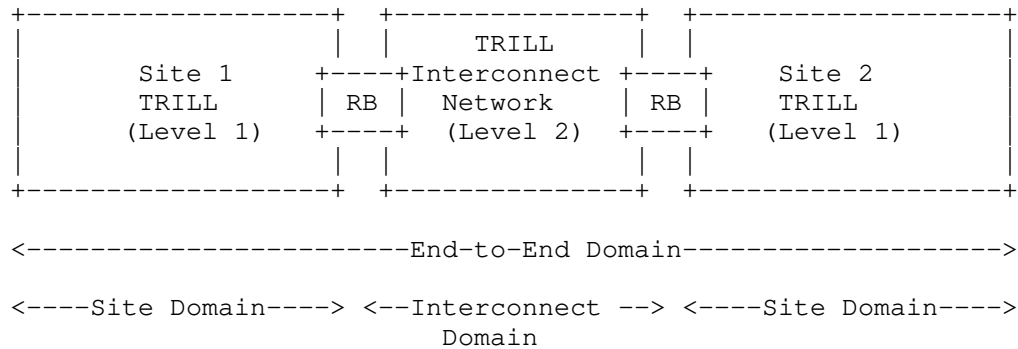 +--------------------+  +---------------+  +-------------------+
|                    |  |     TRILL     |  |                   |
|       Site 1     +----+Interconnect +----+    Site 2         |
|       TRILL      | RB |  Network    | RB |    TRILL          |
|      (Level 1)   +----+  (Level 2)  +----+   (Level 1)       |
|                    |  |               |  |                   |
+--------------------+  +---------------+  +-------------------+

<------------------------End-to-End Domain-------------------->

<----Site Domain----> <--Interconnect --> <----Site Domain---->
                           Domain